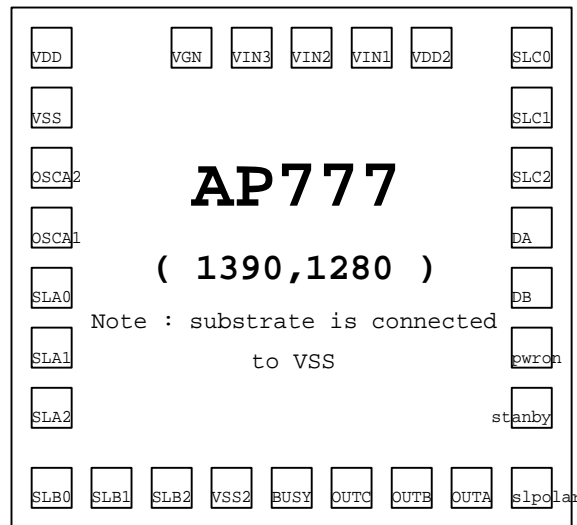 VDD VGN VIN3 VIN2 VIN1 VDD2 SLC0
VSS SLC1
OSCA2 SLC2
AP777
OSCA1 DA
( 1390,1280 )
SLA0 DB
Note : substrate is connected
SLA1 to VSS pwron
SLA2 stanby
SLB0 SLB1 SLB2 VSS2 BUSY OUTC OUTB OUTA slpolar